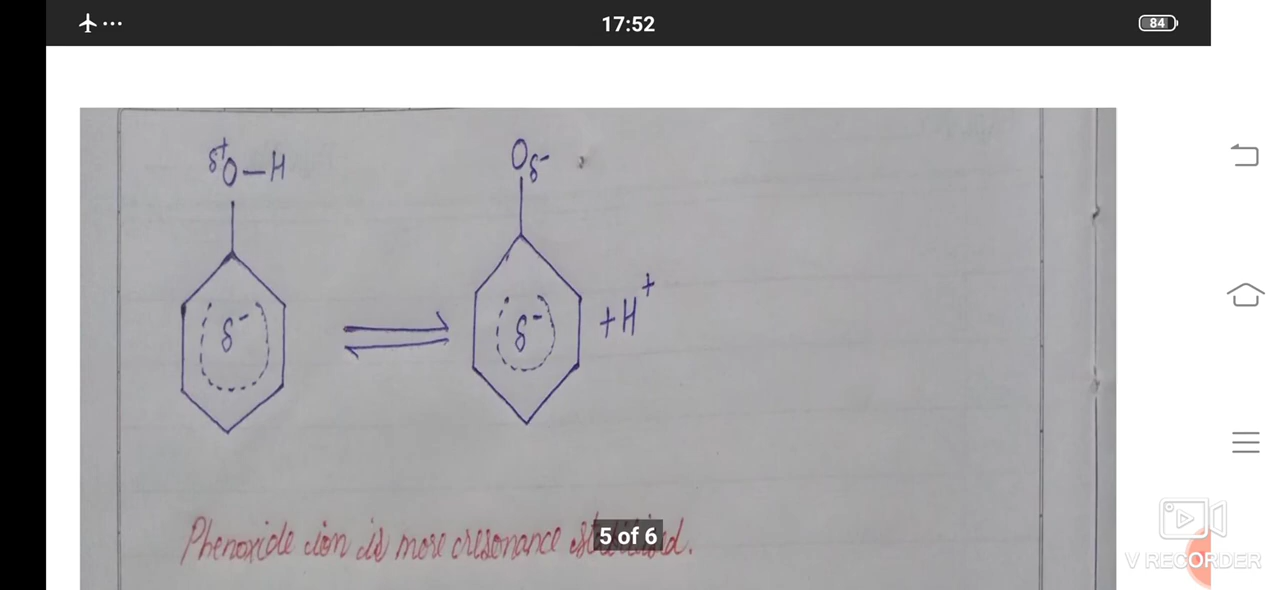 17:52
84
δ+O–H
Oδ-
δ-
δ-
+H+
Phenoxide ion is more resonance
5 of 6
V RECORDER